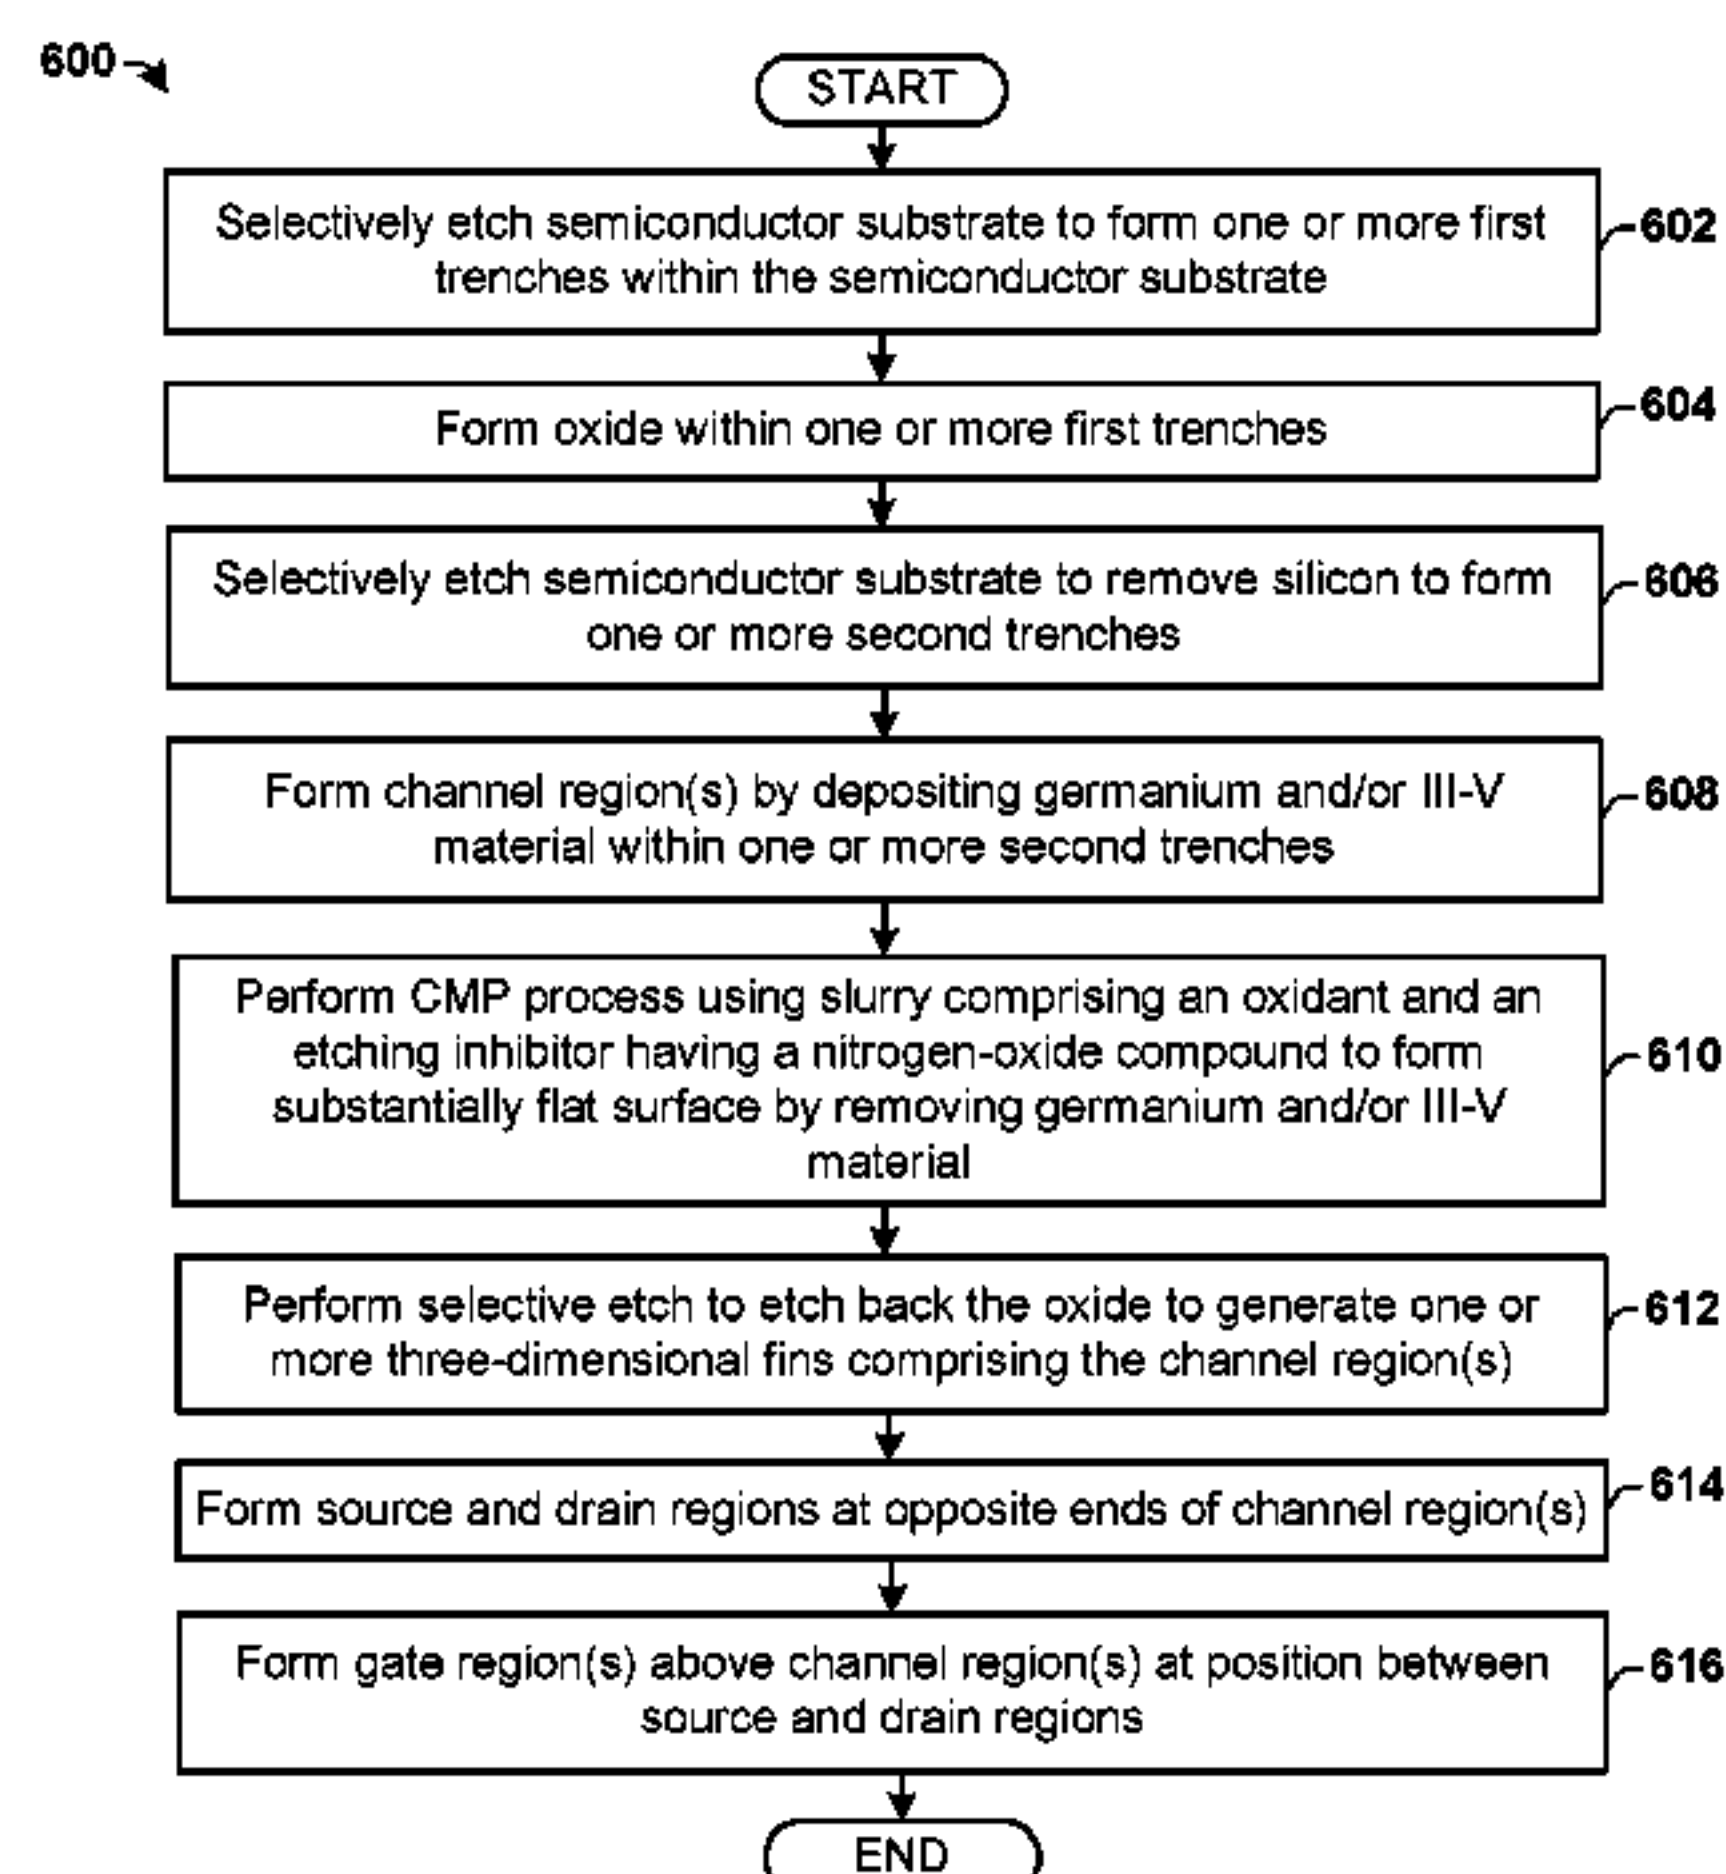 600
START
Selectively etch semiconductor substrate to form one or more first
trenches within the semiconductor substrate
602
Form oxide within one or more first trenches
604
Selectively etch semiconductor substrate to remove silicon to form
one or more second trenches
606
Form channel region(s) by depositing germanium and/or III-V
material within one or more second trenches
608
Perform CMP process using slurry comprising an oxidant and an
etching inhibitor having a nitrogen-oxide compound to form
substantially flat surface by removing germanium and/or III-V
material
610
Perform selective etch to etch back the oxide to generate one or
more three-dimensional fins comprising the channel region(s)
612
Form source and drain regions at opposite ends of channel region(s)
614
Form gate region(s) above channel region(s) at position between
source and drain regions
616
END